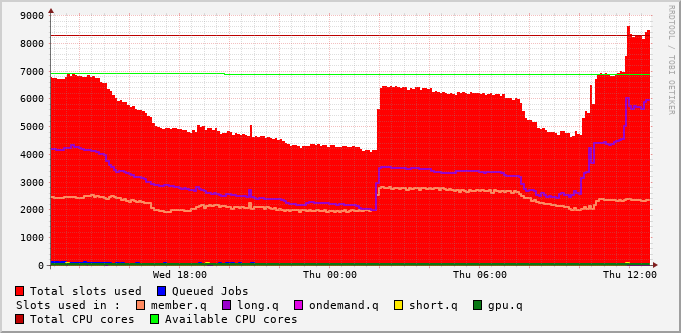 9000
8000
7000
6000
5000
4000
3000
2000
1000
0
Wed 18:00 Thu 00:00 Thu 06:00 Thu 12:00
RRDTOOL / TOBI OETIKER
Total slots used Queued Jobs
Slots used in : member.q long.q ondemand.q short.q gpu.q
Total CPU cores Available CPU cores